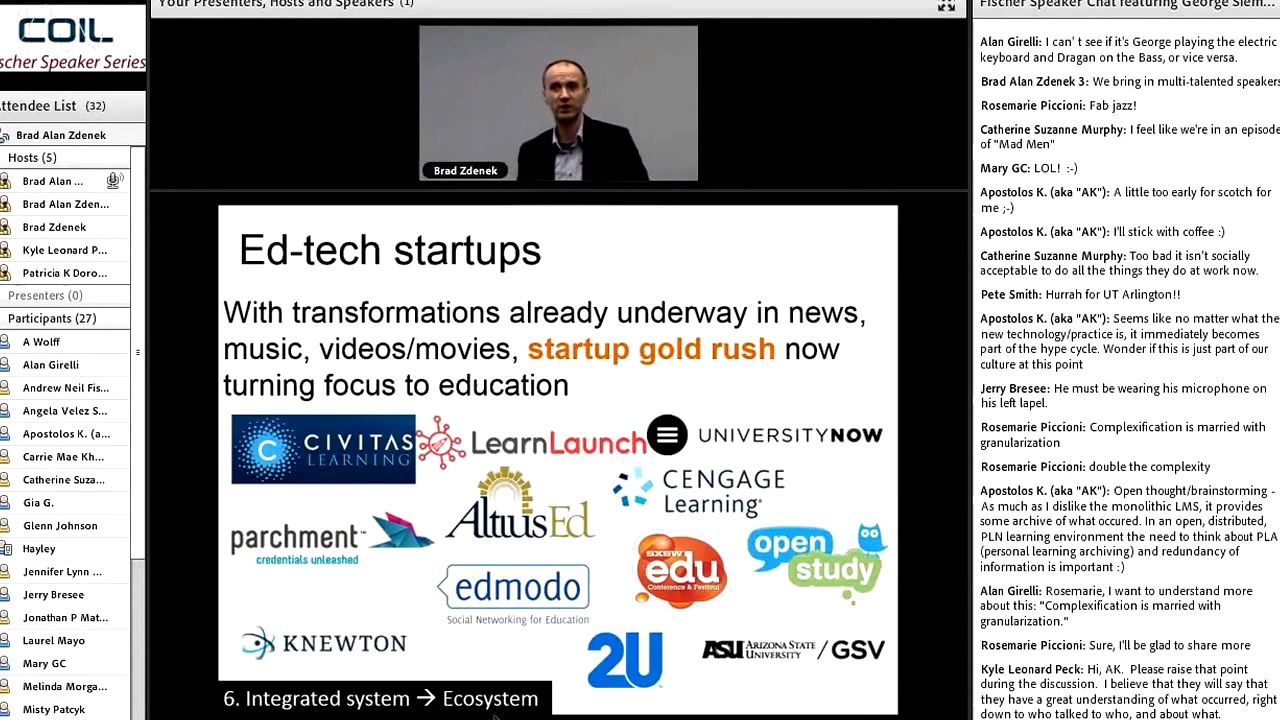 Your Presenters, Hosts and Speakers (1)
Fischer Speaker Chat featuring George Siem...
COIL
scher Speaker Series
Attendee List (32)
Brad Alan Zdenek
Hosts (5)
Brad Alan ...
Brad Alan Zden...
Brad Zdenek
Kyle Leonard P...
Patricia K Doro...
Presenters (0)
Participants (27)
A Wolff
Alan Girelli
Andrew Neil Fis...
Angela Velez S...
Apostolos K. (a...
Carrie Mae Kh...
Catherine Suza...
Gia G.
Glenn Johnson
Hayley
Jennifer Lynn ...
Jerry Bresee
Jonathan P Mat...
Laurel Mayo
Mary GC
Melinda Morga...
Misty Patcyk
Brad Zdenek
Ed-tech startups
With transformations already underway in news,
music, videos/movies, startup gold rush now
turning focus to education
CIVITAS
LEARNING
LearnLaunch
UNIVERSITYNOW
CENGAGE
Learning
parchment
credentials unleashed
AltiusEd
SXSW
edu
Conference & Festival
open
study
edmodo
Social Networking for Education
KNEWTON
2U
ASU ARIZONA STATE
UNIVERSITY / GSV
6. Integrated system → Ecosystem
Alan Girelli: I can' t see if it's George playing the electric
keyboard and Dragan on the Bass, or vice versa.
Brad Alan Zdenek 3: We bring in multi-talented speakers
Rosemarie Piccioni: Fab jazz!
Catherine Suzanne Murphy: I feel like we're in an episode
of "Mad Men"
Mary GC: LOL! :-)
Apostolos K. (aka "AK"): A little too early for scotch for
me ;-)
Apostolos K. (aka "AK"): I'll stick with coffee :)
Catherine Suzanne Murphy: Too bad it isn't socially
acceptable to do all the things they do at work now.
Pete Smith: Hurrah for UT Arlington!!
Apostolos K. (aka "AK"): Seems like no matter what the
new technology/practice is, it immediately becomes
part of the hype cycle. Wonder if this is just part of our
culture at this point
Jerry Bresee: He must be wearing his microphone on
his left lapel.
Rosemarie Piccioni: Complexification is married with
granularization
Rosemarie Piccioni: double the complexity
Apostolos K. (aka "AK"): Open thought/brainstorming -
As much as I dislike the monolithic LMS, it provides
some archive of what occured. In an open, distributed,
PLN learning environment the need to think about PLA
(personal learning archiving) and redundancy of
information is important :)
Alan Girelli: Rosemarie, I want to understand more
about this: "Complexification is married with
granularization."
Rosemarie Piccioni: Sure, I'll be glad to share more
Kyle Leonard Peck: Hi, AK. Please raise that point
during the discussion. I believe that they will say that
they have a great understanding of what occurred, right
down to who talked to who, and about what.